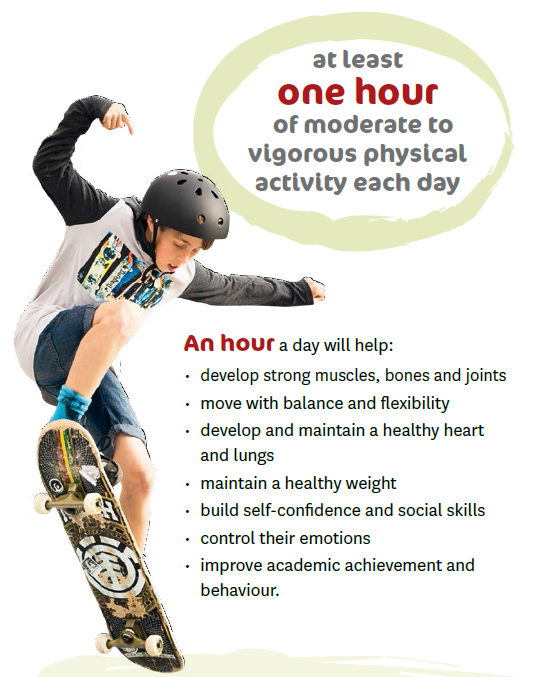 at least
one hour
of moderate to
vigorous physical
activity each day
An hour a day will help:
· develop strong muscles, bones and joints
· move with balance and flexibility
· develop and maintain a healthy heart
and lungs
· maintain a healthy weight
· build self-confidence and social skills
· control their emotions
· improve academic achievement and
behaviour.